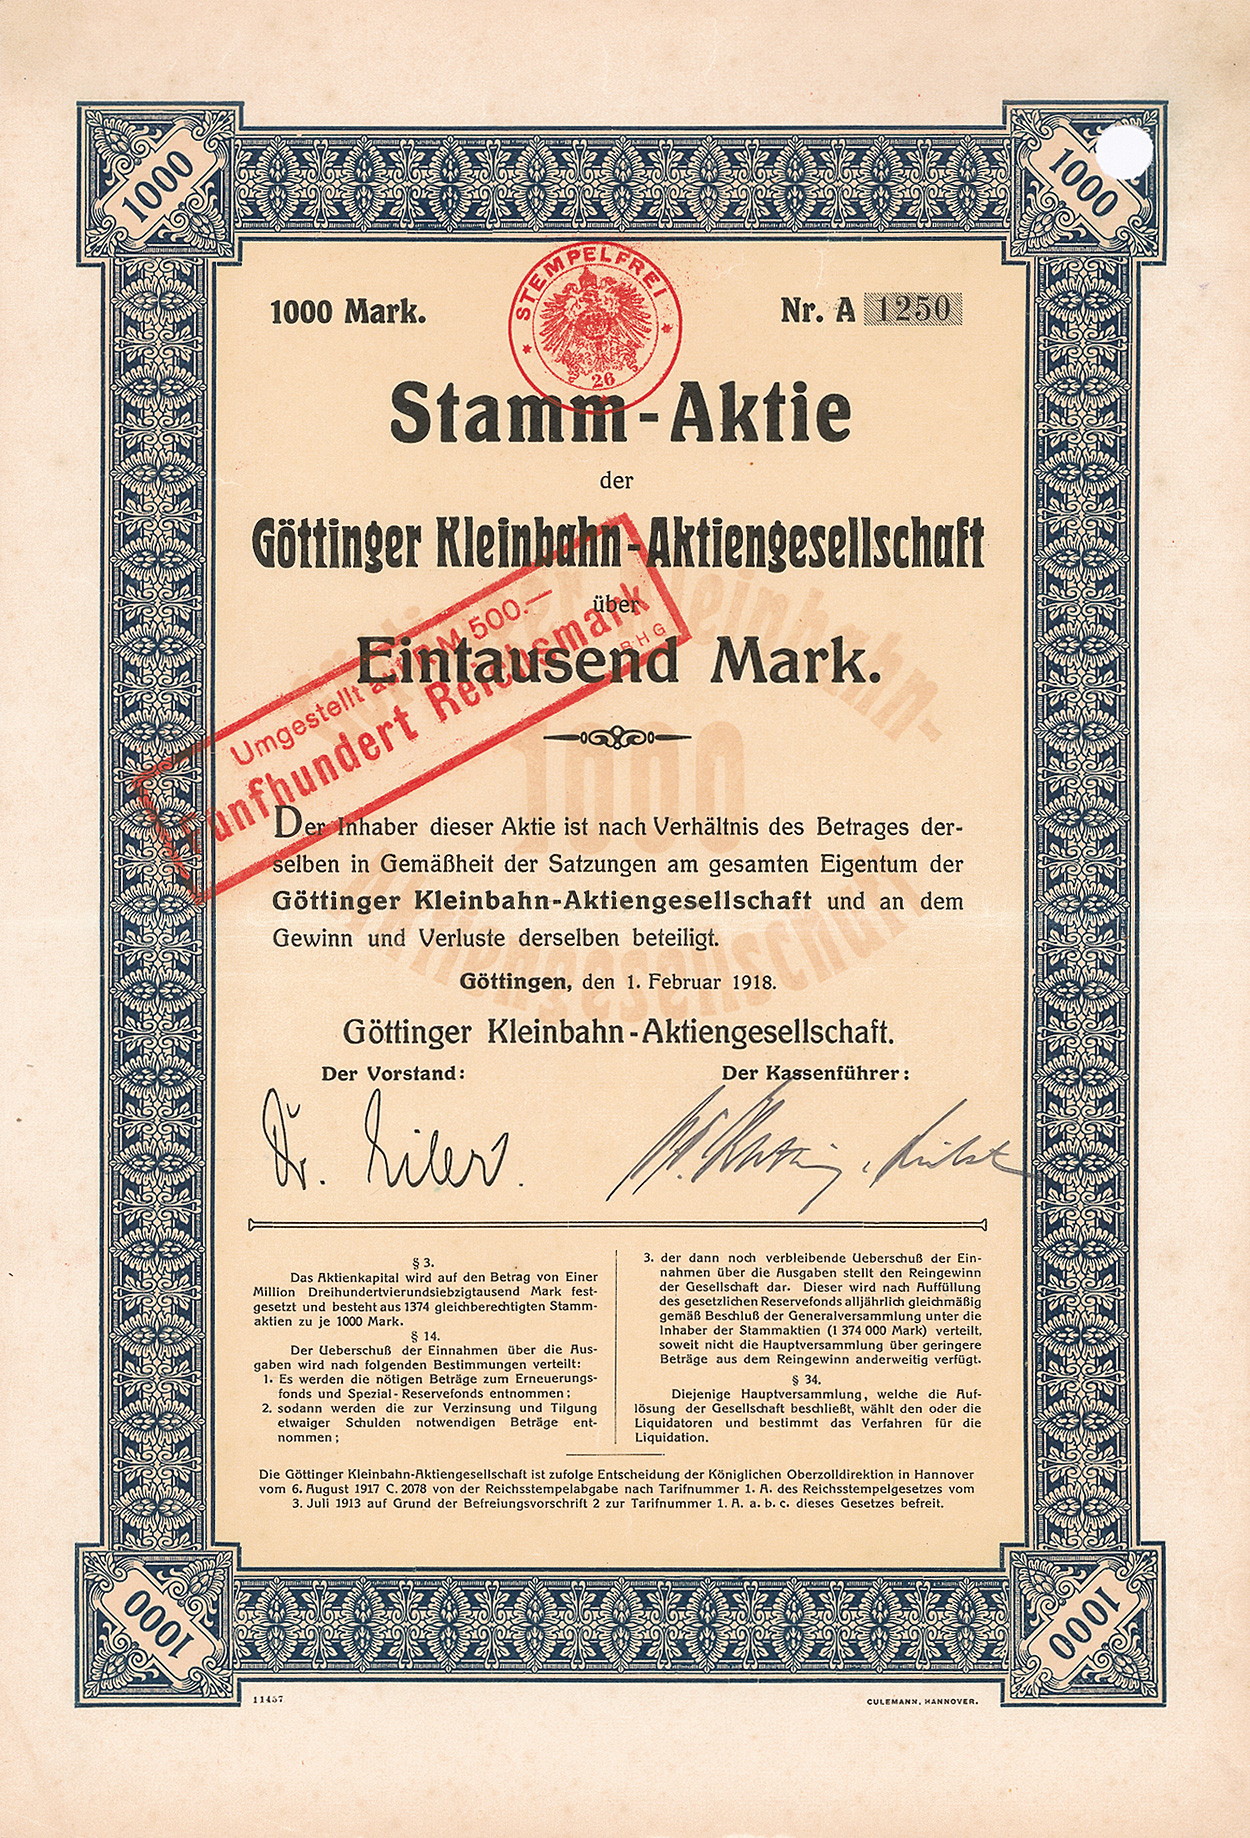 1000
1000
STEMPELFREI
26
1000 Mark.
Nr. A 1250
Stamm-Aktie
der
Göttinger Kleinbahn-Aktiengesellschaft
über
Eintausend Mark.
Umgestellt auf RM 500.—
Fünfhundert Reichsmark
R·H·G
Göttinger Kleinbahn-
1000
Aktiengesellschaft
Der Inhaber dieser Aktie ist nach Verhältnis des Betrages der-
selben in Gemäßheit der Satzungen am gesamten Eigentum der
Göttinger Kleinbahn-Aktiengesellschaft und an dem
Gewinn und Verluste derselben beteiligt.
Göttingen, den 1. Februar 1918.
Göttinger Kleinbahn-Aktiengesellschaft.
Der Vorstand:
Der Kassenführer:
Dr. Eilers.
§ 3.
Das Aktienkapital wird auf den Betrag von Einer
Million Dreihundertvierundsiebzigtausend Mark fest-
gesetzt und besteht aus 1374 gleichberechtigten Stamm-
aktien zu je 1000 Mark.
§ 14.
Der Ueberschuß der Einnahmen über die Aus-
gaben wird nach folgenden Bestimmungen verteilt:
1. Es werden die nötigen Beträge zum Erneuerungs-
fonds und Spezial-Reservefonds entnommen;
2. sodann werden die zur Verzinsung und Tilgung
etwaiger Schulden notwendigen Beträge ent-
nommen;
3. der dann noch verbleibende Ueberschuß der Ein-
nahmen über die Ausgaben stellt den Reingewinn
der Gesellschaft dar. Dieser wird nach Auffüllung
des gesetzlichen Reservefonds alljährlich gleichmäßig
gemäß Beschluß der Generalversammlung unter die
Inhaber der Stammaktien (1 374 000 Mark) verteilt,
soweit nicht die Hauptversammlung über geringere
Beträge aus dem Reingewinn anderweitig verfügt.
§ 34.
Diejenige Hauptversammlung, welche die Auf-
lösung der Gesellschaft beschließt, wählt den oder die
Liquidatoren und bestimmt das Verfahren für die
Liquidation.
Die Göttinger Kleinbahn-Aktiengesellschaft ist zufolge Entscheidung der Königlichen Oberzolldirektion in Hannover
vom 6. August 1917 C. 2078 von der Reichsstempelabgabe nach Tarifnummer 1. A. des Reichsstempelgesetzes vom
3. Juli 1913 auf Grund der Befreiungsvorschrift 2 zur Tarifnummer 1. A. a. b. c. dieses Gesetzes befreit.
1000
1000
11457
CULEMANN, HANNOVER.